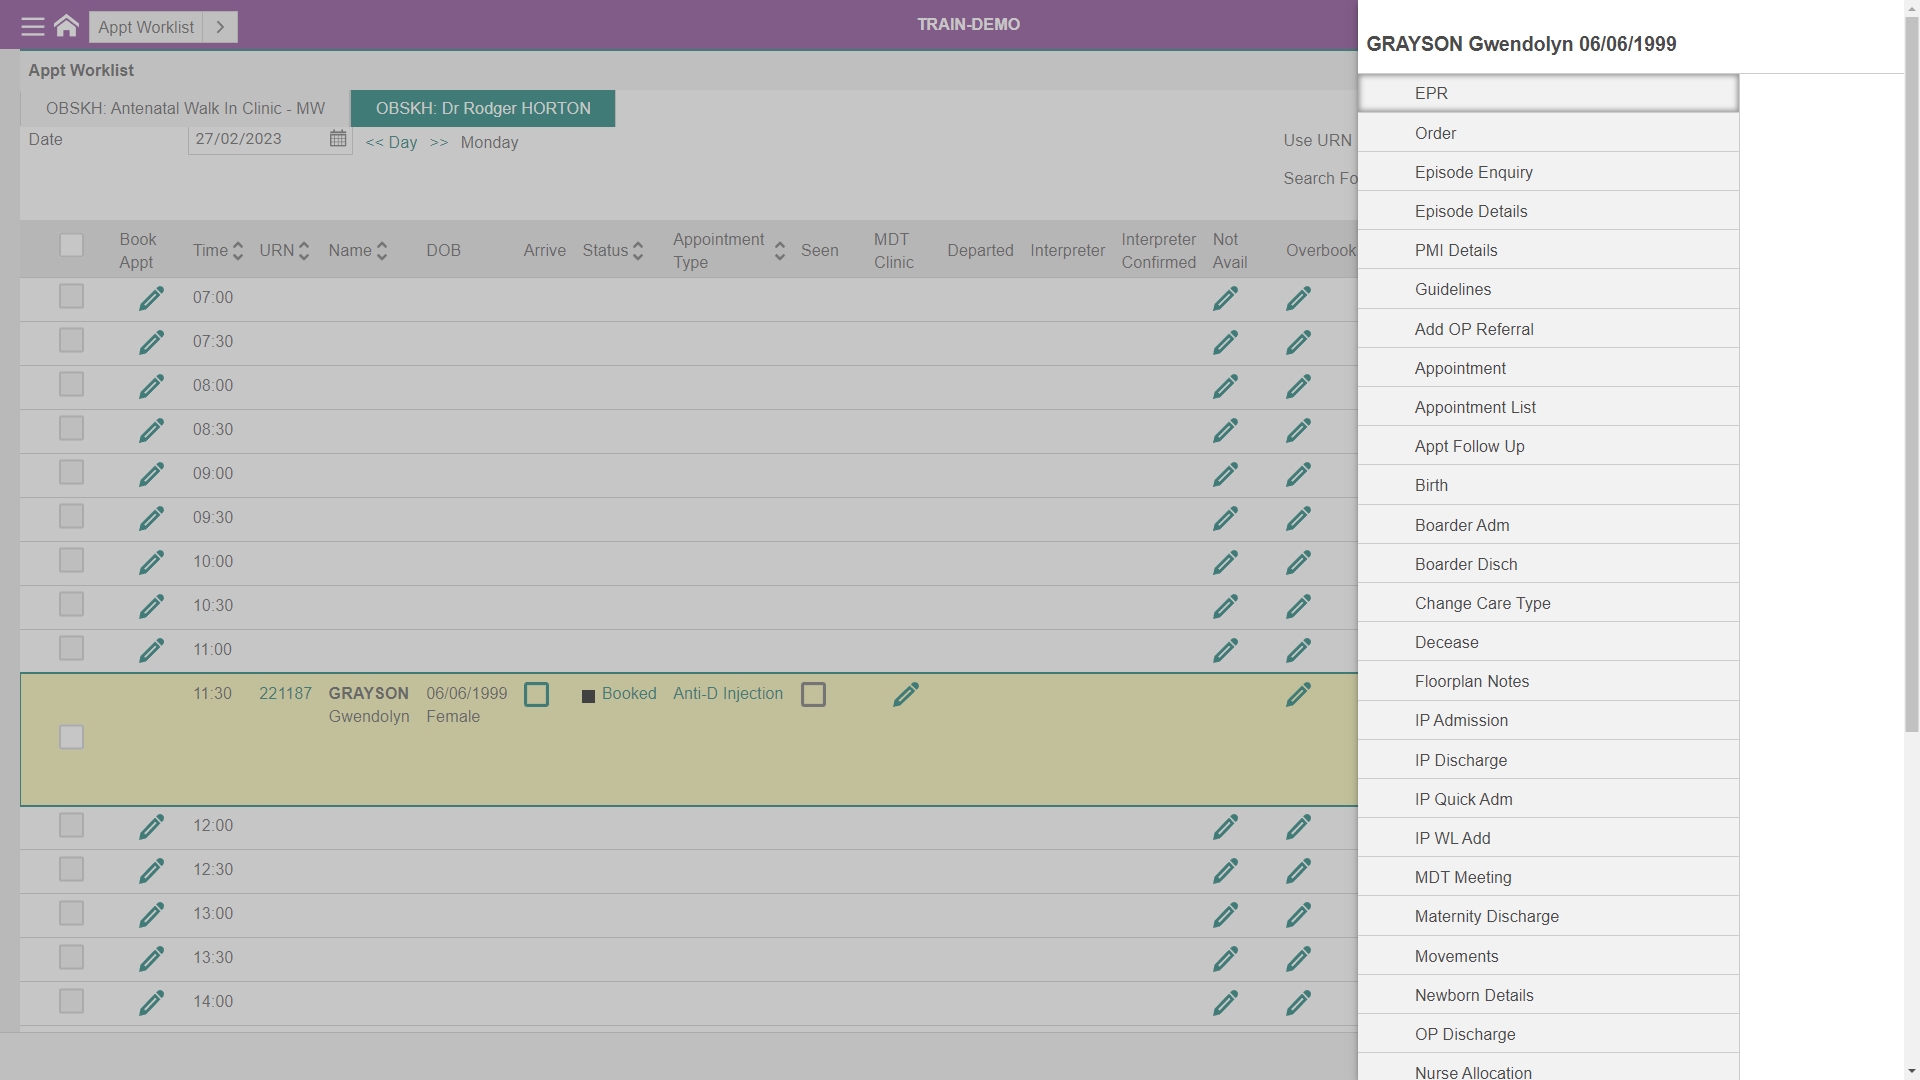 Appt Worklist
TRAIN-DEMO
Appt Worklist
OBSKH: Antenatal Walk In Clinic - MW
OBSKH: Dr Rodger HORTON
Date
27/02/2023
<< Day >> Monday
Use URN
Search Fo
Book Appt
Time
URN
Name
DOB
Arrive
Status
Appointment Type
Seen
MDT Clinic
Departed
Interpreter
Interpreter Confirmed
Not Avail
Overbook
07:00
07:30
08:00
08:30
09:00
09:30
10:00
10:30
11:00
11:30 221187 GRAYSON 06/06/1999 Booked Anti-D Injection
Gwendolyn Female
12:00
12:30
13:00
13:30
14:00
GRAYSON Gwendolyn 06/06/1999
EPR
Order
Episode Enquiry
Episode Details
PMI Details
Guidelines
Add OP Referral
Appointment
Appointment List
Appt Follow Up
Birth
Boarder Adm
Boarder Disch
Change Care Type
Decease
Floorplan Notes
IP Admission
IP Discharge
IP Quick Adm
IP WL Add
MDT Meeting
Maternity Discharge
Movements
Newborn Details
OP Discharge
Nurse Allocation